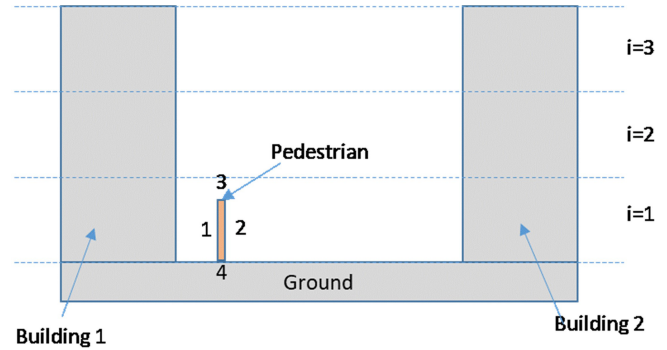 i=3
i=2
Pedestrian
3
i=1
1 2
4
Ground
Building 1
Building 2